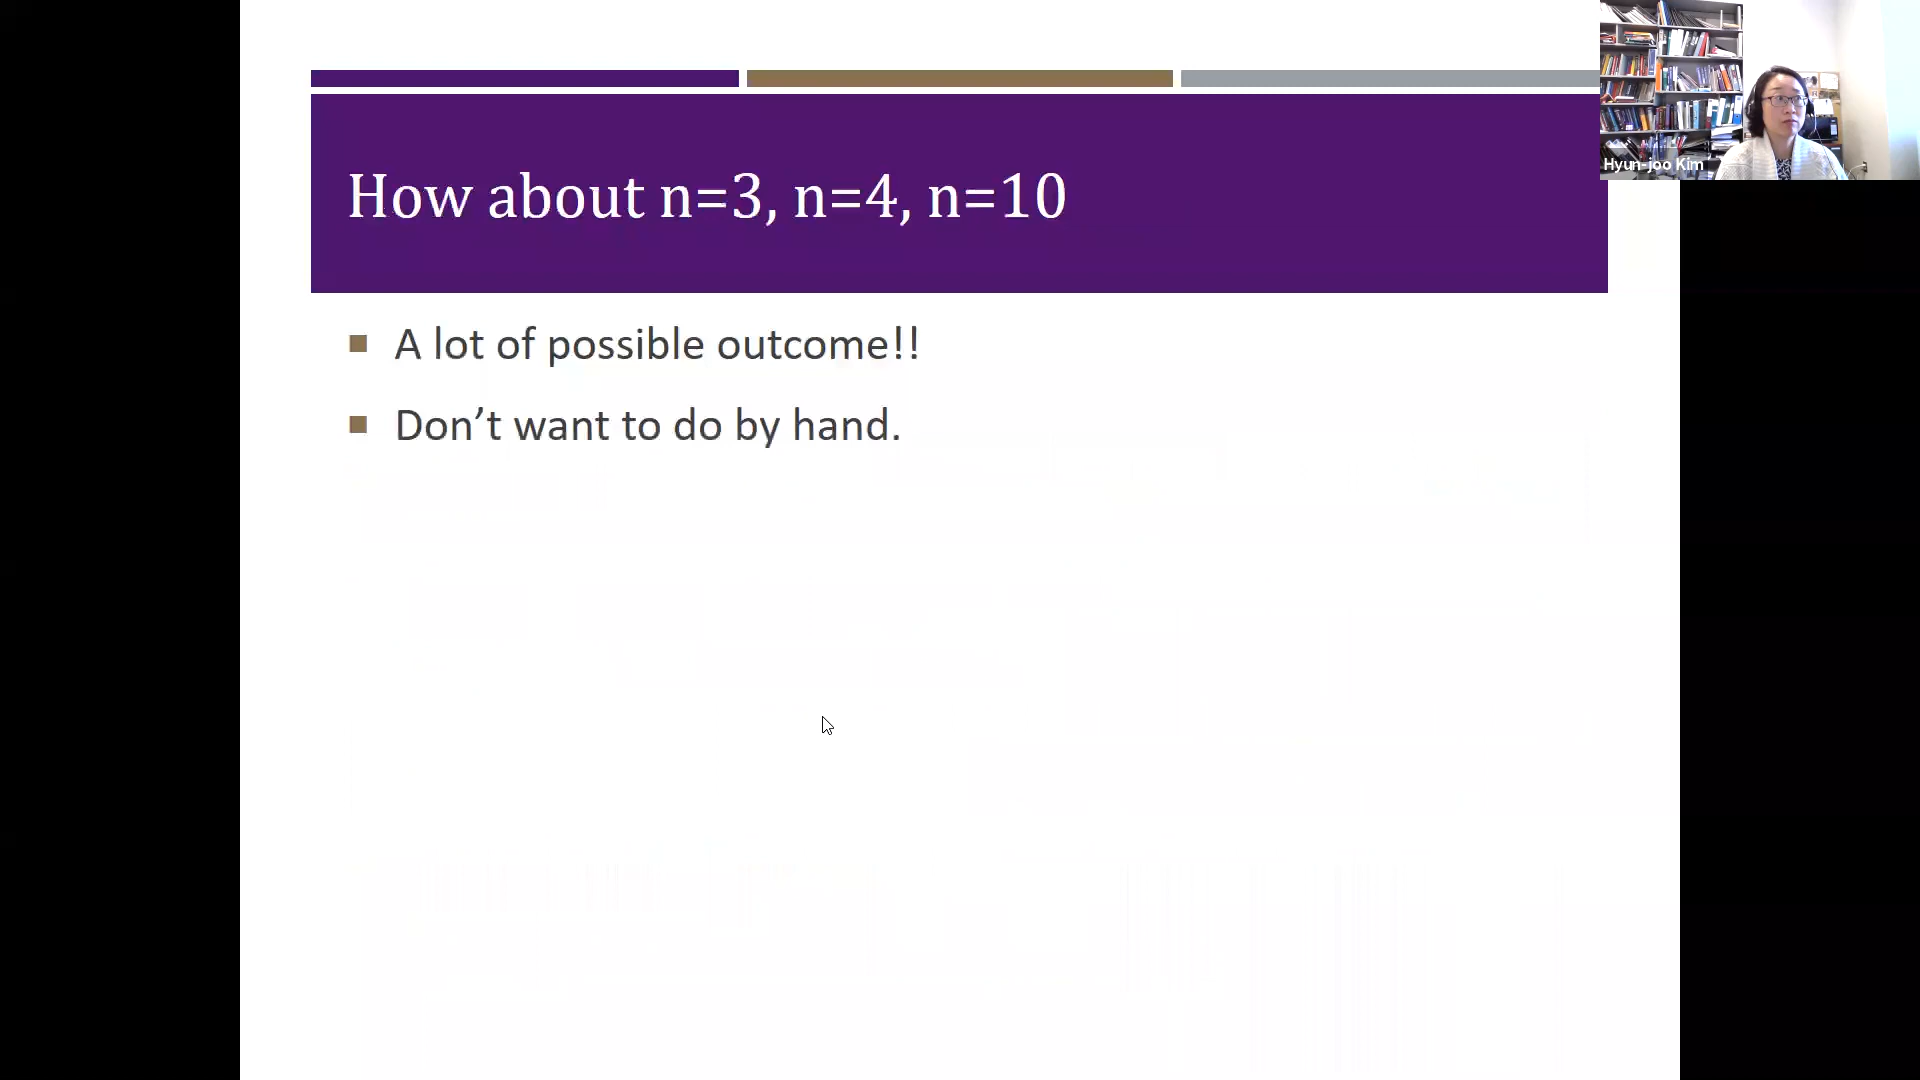 How about n=3, n=4, n=10
A lot of possible outcome!!
Don’t want to do by hand.
Hyun-joo Kim